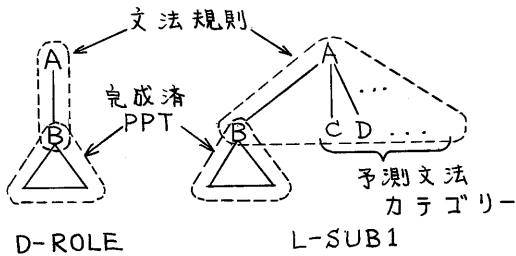 文法規則
A
A
完成済
PPT
...
B
B
C D ...
予測文法
カテゴリー
D-ROLE
L-SUB1